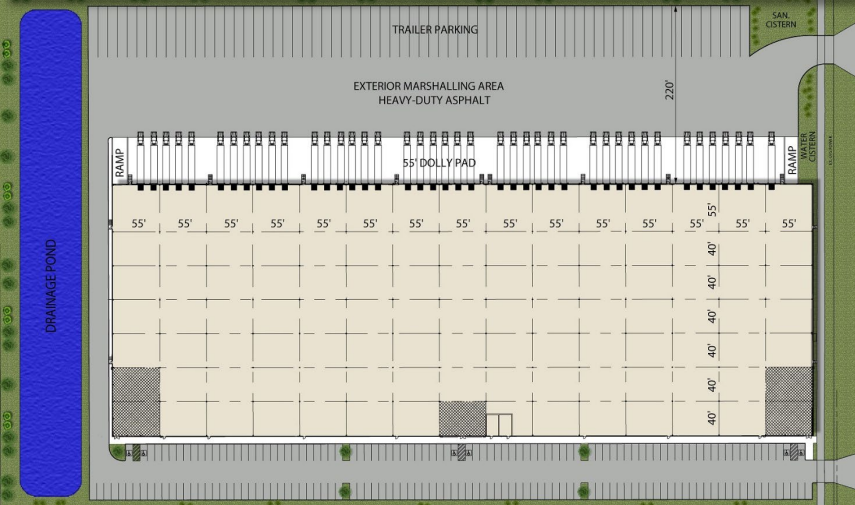 TRAILER PARKING
SAN.
CISTERN
EXTERIOR MARSHALLING AREA
HEAVY-DUTY ASPHALT
220'
RAMP
55' DOLLY PAD
RAMP
WATER
CISTERN
55'
55' 55' 55' 55' 55' 55' 55' 55' 55' 55' 55' 55' 55' 55' 55'
DRAINAGE POND
40'
40'
40'
40'
40'
40'